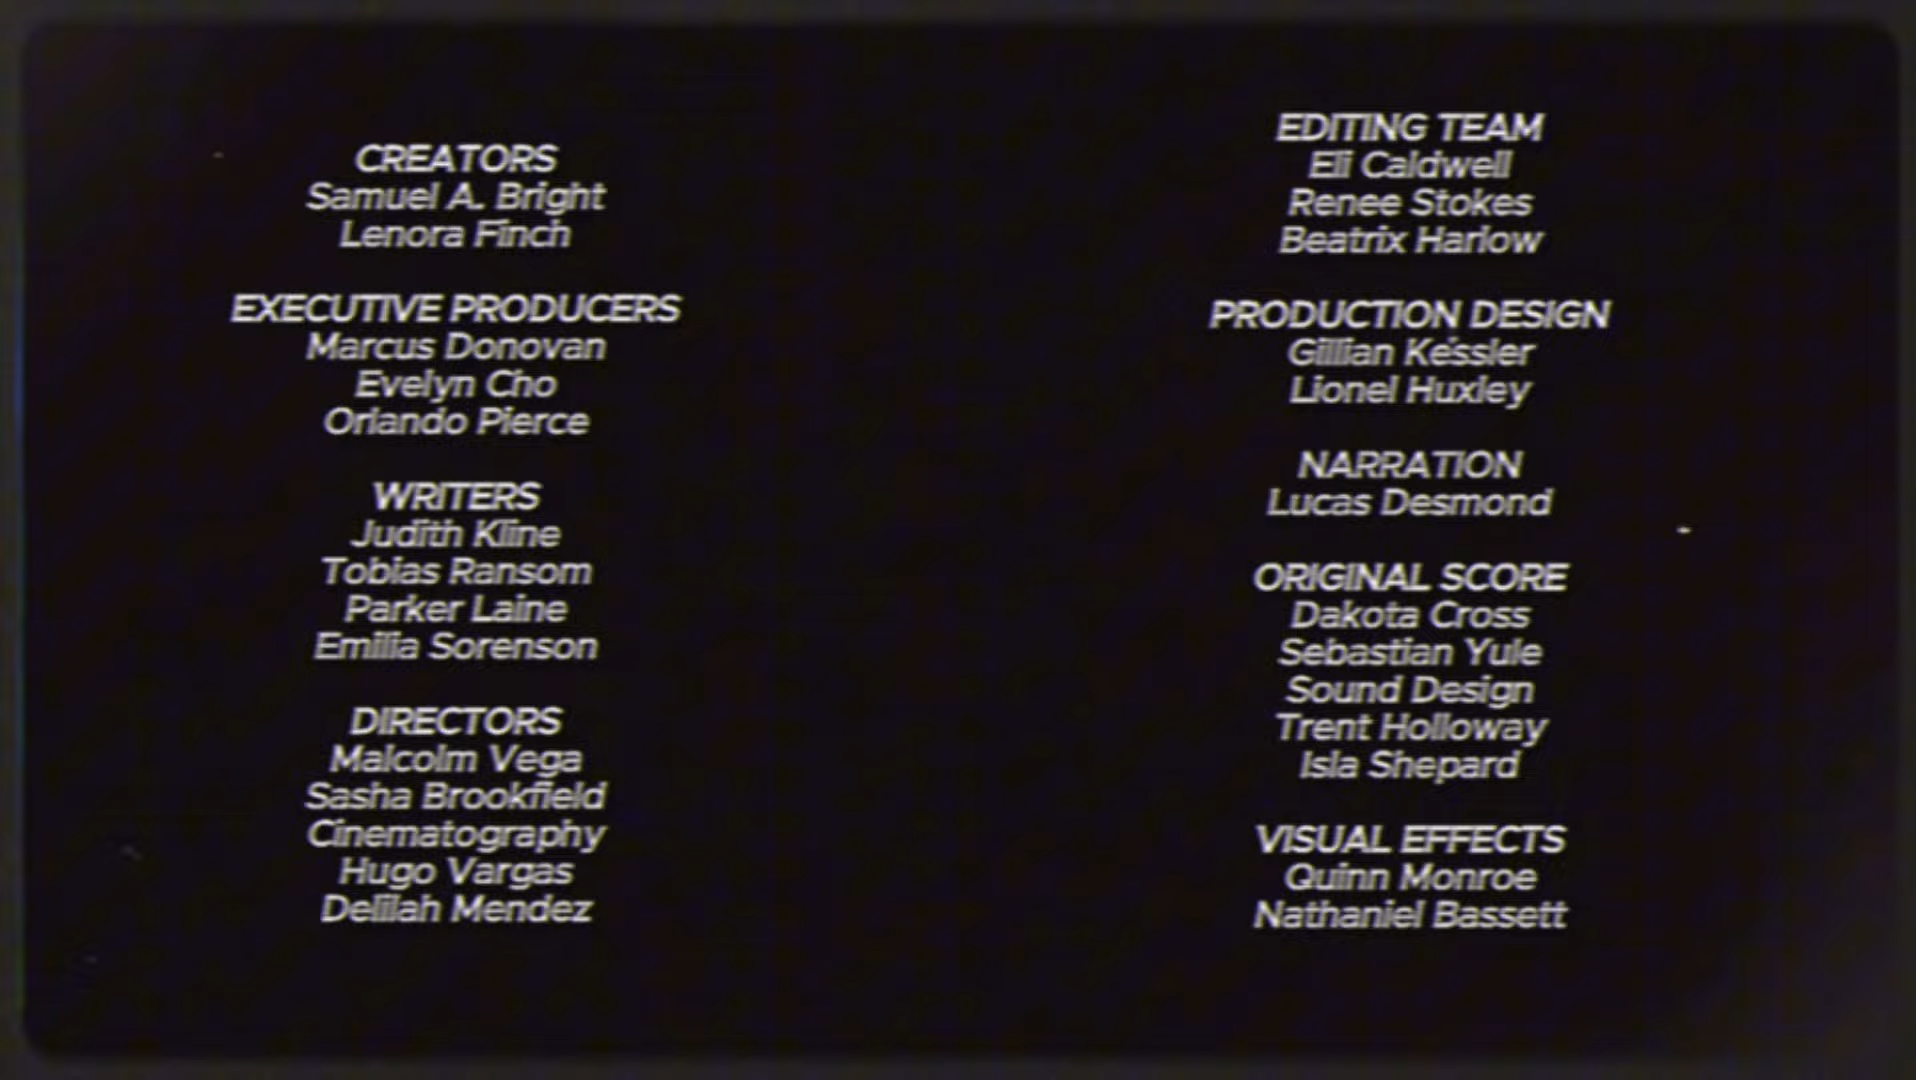 CREATORS
Samuel A. Bright
Lenora Finch
EXECUTIVE PRODUCERS
Marcus Donovan
Evelyn Cho
Orlando Pierce
WRITERS
Judith Kline
Tobias Ransom
Parker Laine
Emilia Sorenson
DIRECTORS
Malcolm Vega
Sasha Brookfield
Cinematography
Hugo Vargas
Delilah Mendez
EDITING TEAM
Eli Caldwell
Renee Stokes
Beatrix Harlow
PRODUCTION DESIGN
Gillian Kessler
Lionel Huxley
NARRATION
Lucas Desmond
ORIGINAL SCORE
Dakota Cross
Sebastian Yule
Sound Design
Trent Holloway
Isla Shepard
VISUAL EFFECTS
Quinn Monroe
Nathaniel Bassett